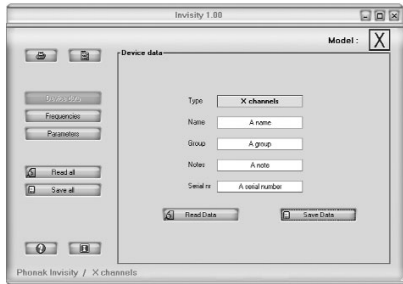 Invisity 1.00
Model : X
Device data
Device data
Frequencies
Parameters
Read all
Save all
Type X channels
Name A name
Group A group
Notes A note
Serial nr A serial number
Read Data Save Data
Phonak Invisity / X channels